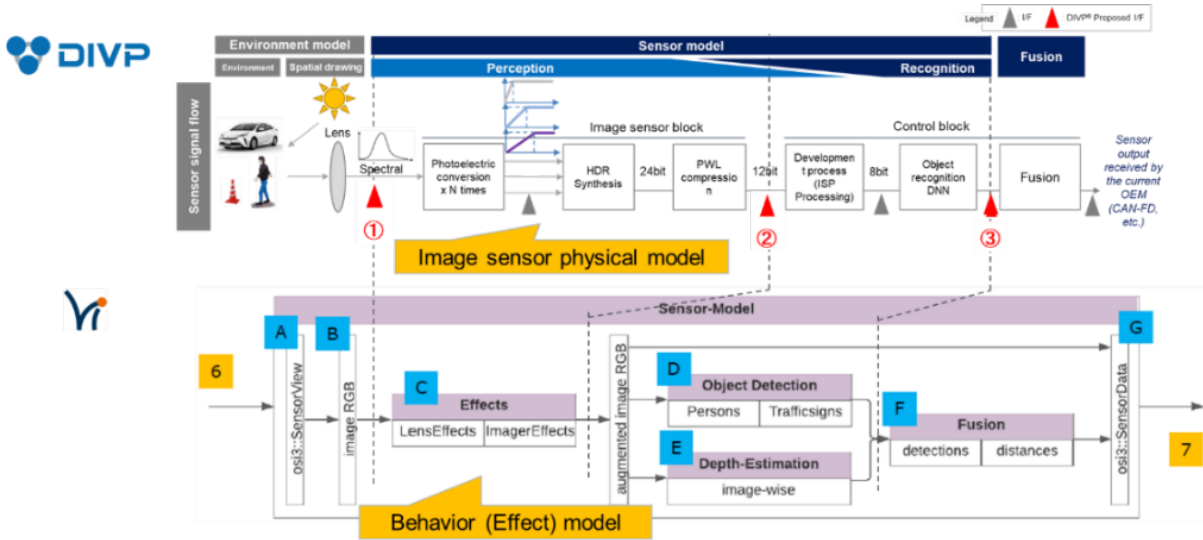 Legend
: I/F
DIVP® Proposed I/F
DIVP
Environment model
Sensor model
Fusion
Environment
Spatial drawing
Perception
Recognition
Sensor signal flow
Lens
Spectral
Image sensor block
Control block
Photoelectric
conversion
x N times
HDR
Synthesis
24bit
PWL
compressio
n
12bit
Developmen
t process
(ISP
Processing)
8bit
Object
recognition
DNN
Fusion
Sensor
output
received by
the current
OEM
(CAN-FD,
etc.)
①
②
③
Image sensor physical model
Sensor-Model
6
A
osi3::SensorView
B
image RGB
C
Effects
LensEffects
ImagerEffects
augmented image RGB
D
Object Detection
Persons
Trafficsigns
E
Depth-Estimation
image-wise
F
Fusion
detections
distances
G
osi3::SensorData
7
Behavior (Effect) model